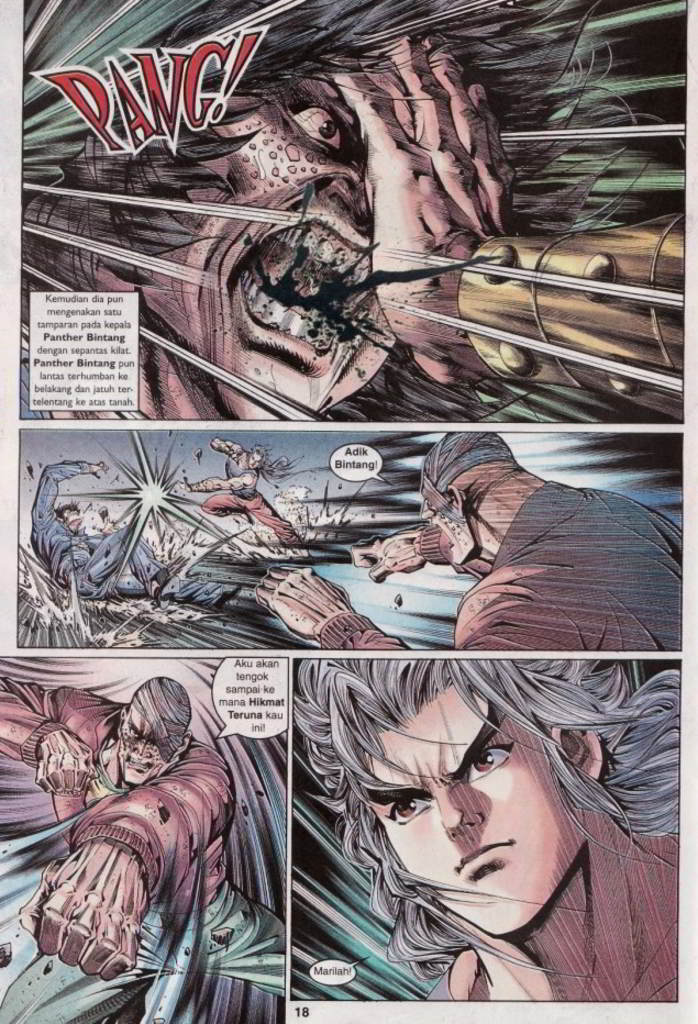 PANG!
Kemudian dia pun
mengenakan satu
tamparan pada kepala
Panther Bintang
dengan sepantas kilat.
Panther Bintang pun
lantas terhumban ke
belakang dan jatuh ter-
telentang ke atas tanah.
Adik
Bintang!
Aku akan
tengok
sampai ke
mana Hikmat
Teruna kau
ini!
Marilah!
18